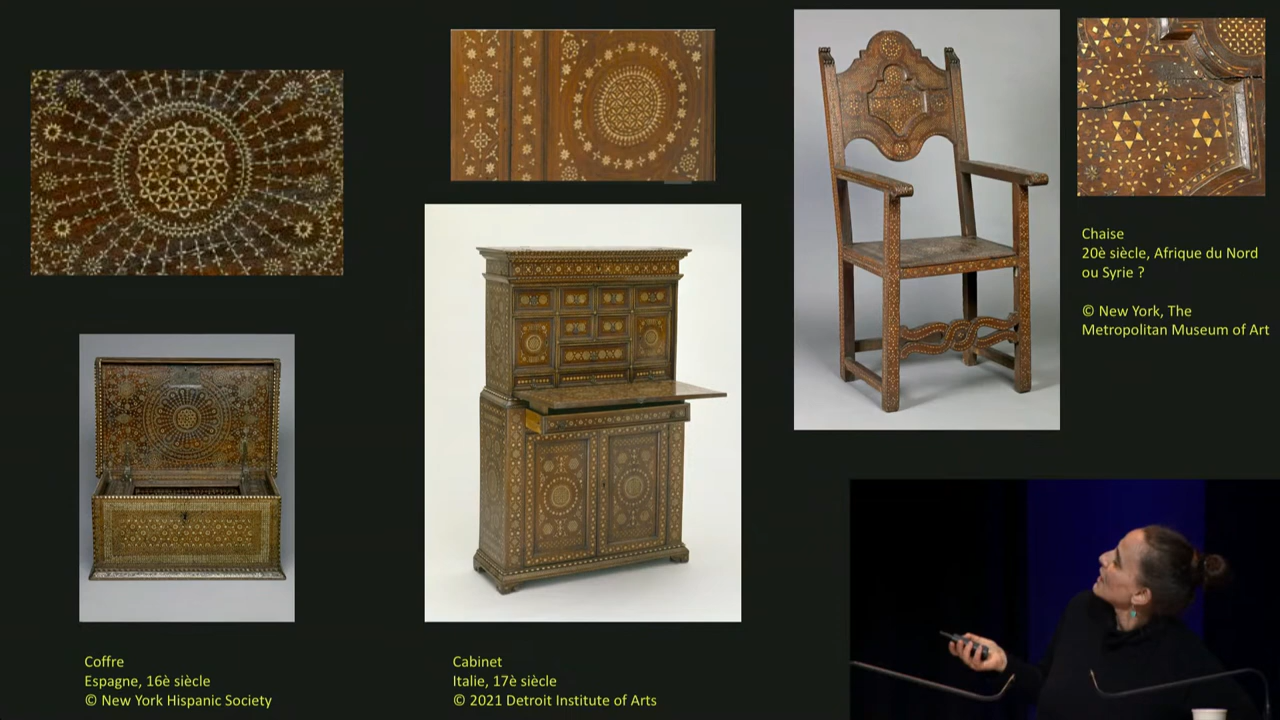 Chaise
20è siècle, Afrique du Nord
ou Syrie ?
© New York, The
Metropolitan Museum of Art
Coffre
Espagne, 16è siècle
© New York Hispanic Society
Cabinet
Italie, 17è siècle
© 2021 Detroit Institute of Arts